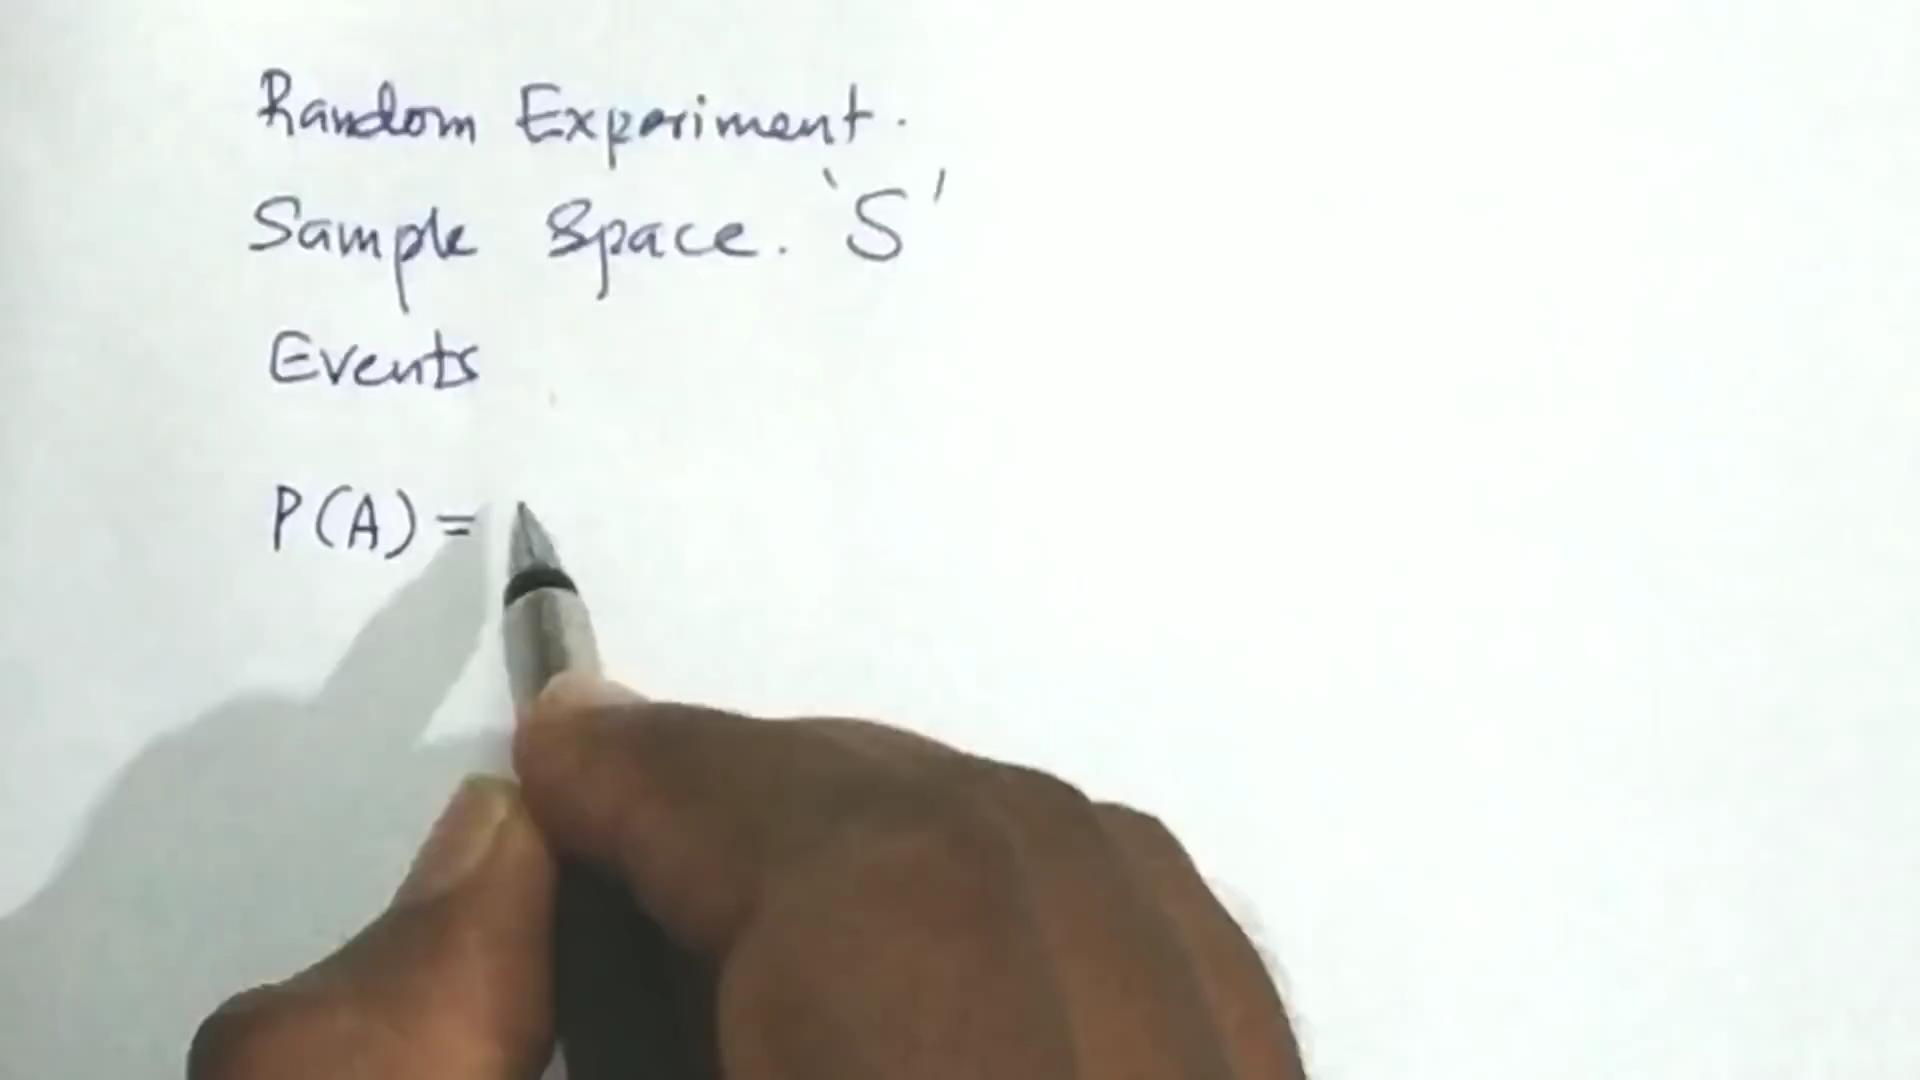 Random Experiment.
Sample Space. 'S'
Events
P(A) =